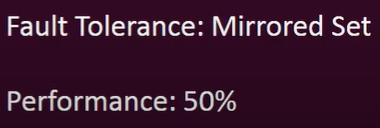 Fault Tolerance: Mirrored Set
Performance: 50%